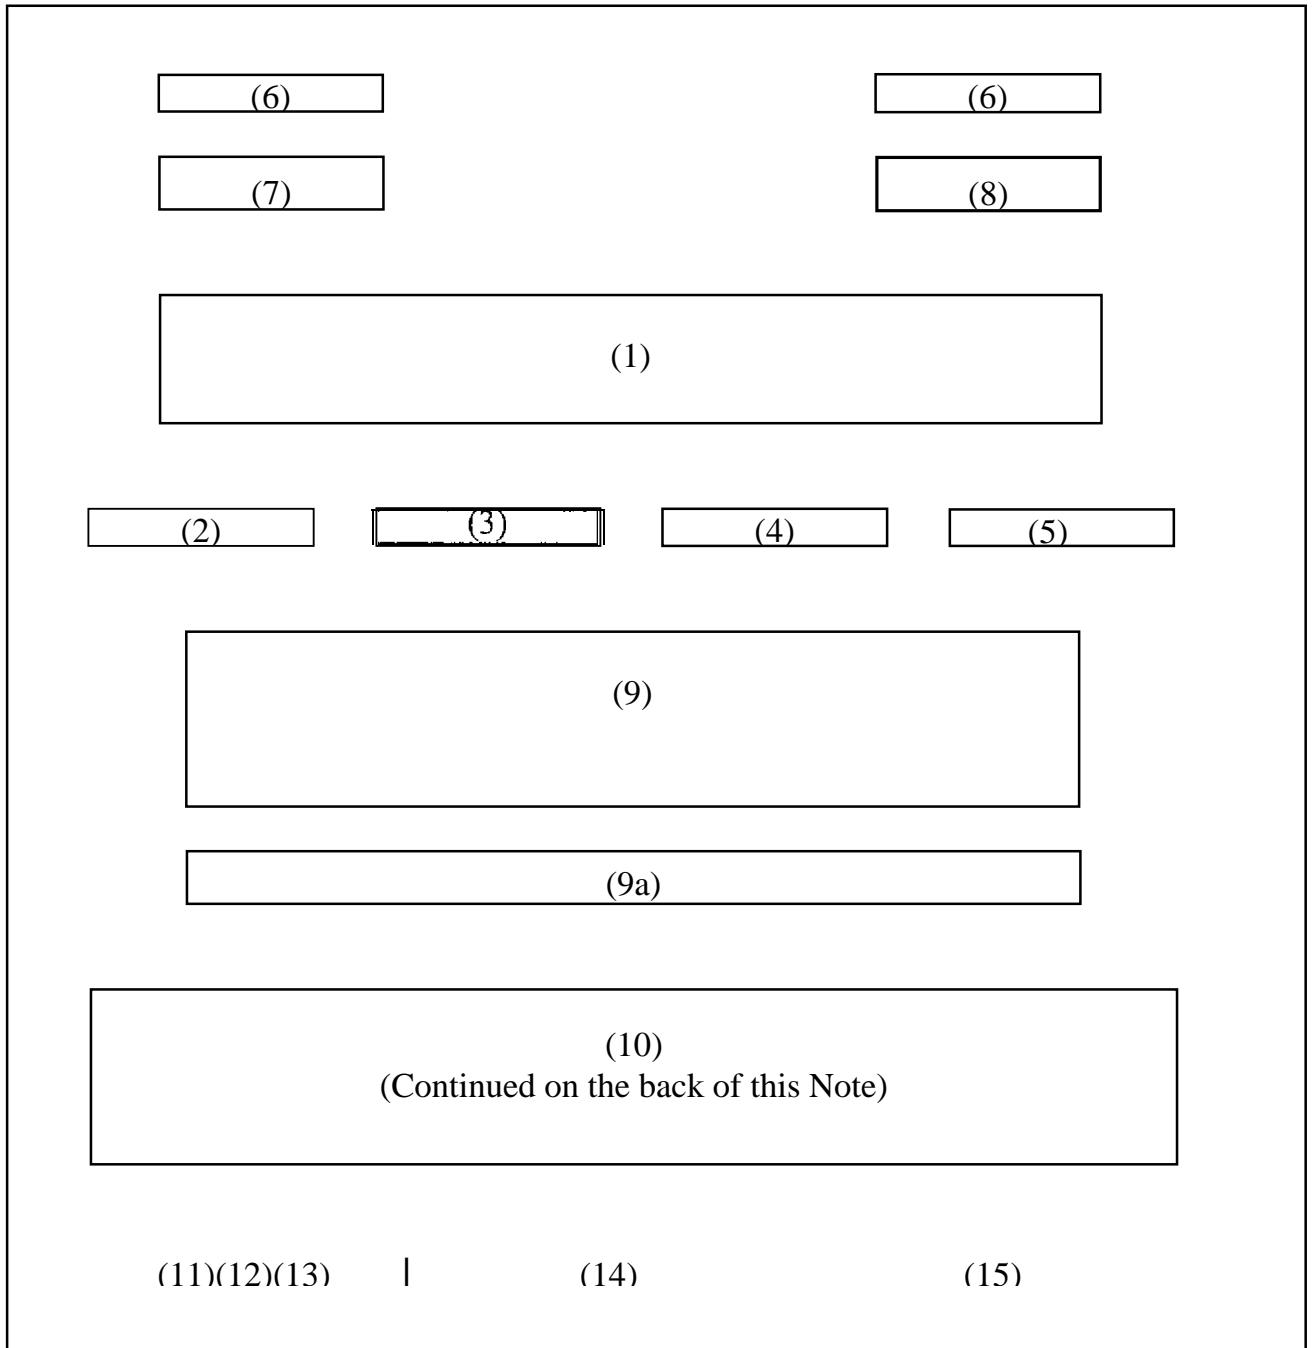 (6) (6)
(7) (8)
(1)
(2) (3) (4) (5)
(9)
(9a)
(10)
(Continued on the back of this Note)
(11)(12)(13) (14) (15)